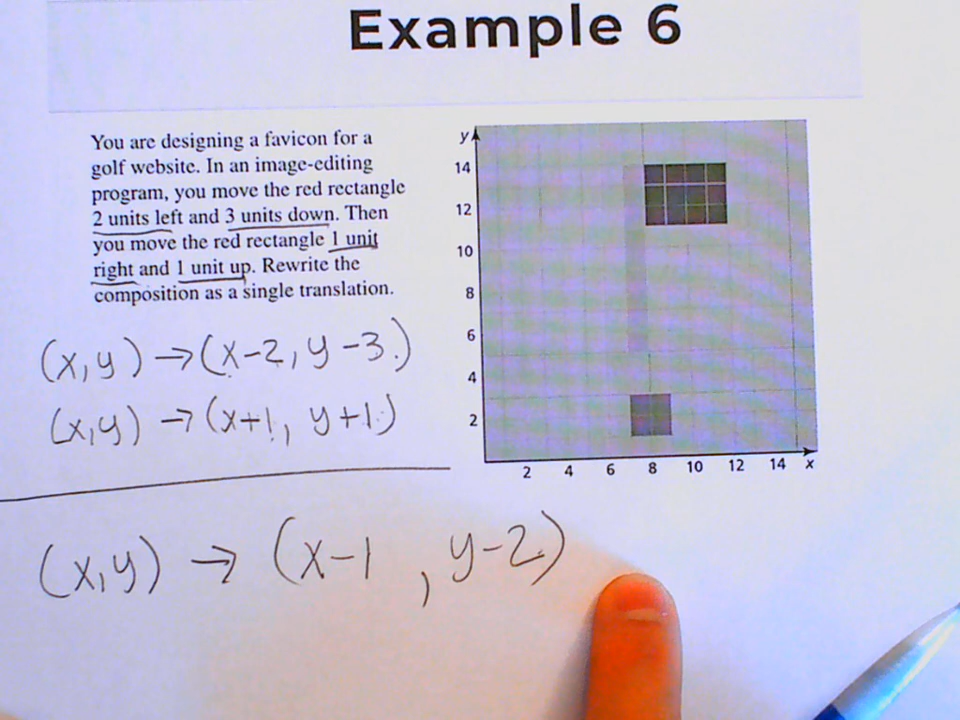 Example 6
You are designing a favicon for a
golf website. In an image-editing
program, you move the red rectangle
2 units left and 3 units down. Then
you move the red rectangle 1 unit
right and 1 unit up. Rewrite the
composition as a single translation.
(x,y) → (x-2, y-3)
(x,y) → (x+1, y+1)
(x,y) → (x-1, y-2)
y
14
12
10
8
6
4
2
2 4 6 8 10 12 14 x